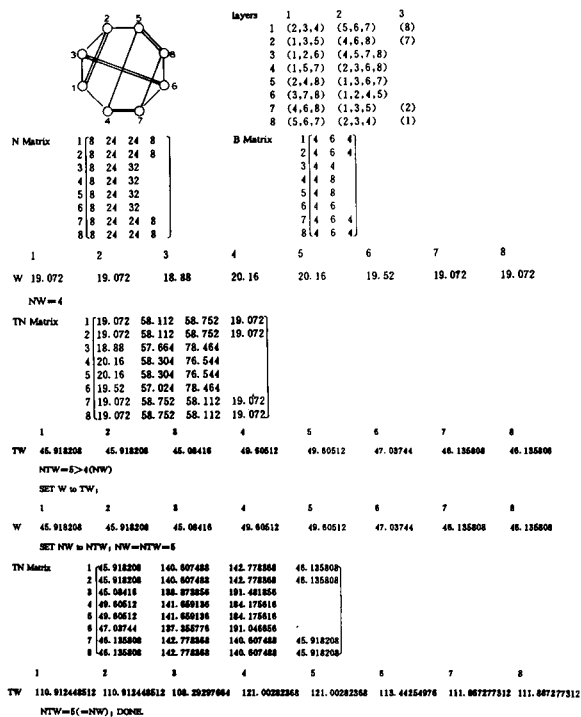 layers 1 2 3
2 5
1 (2,3,4) (5,6,7) (8)
2 (1,3,5) (4,6,8) (7)
3 8
3 (1,2,6) (4,5,7,8)
4 (1,5,7) (2,3,6,8)
5 (2,4,8) (1,3,6,7)
1 6
6 (3,7,8) (1,2,4,5)
4 7
7 (4,6,8) (1,3,5) (2)
8 (5,6,7) (2,3,4) (1)
N Matrix 1 8 24 24 8 B Matrix 1 4 6 4
2 8 24 24 8 2 4 6 4
3 8 24 32 3 4 4
4 8 24 32 4 4 8
5 8 24 32 5 4 8
6 8 24 32 6 4 6
7 8 24 24 8 7 4 6 4
8 8 24 24 8 8 4 6 4
1 2 3 4 5 6 7 8
W 19.072 19.072 18.88 20.16 20.16 19.52 19.072 19.072
NW=4
TN Matrix 1 19.072 58.112 58.752 19.072
2 19.072 58.112 58.752 19.072
3 18.88 57.664 78.464
4 20.16 58.304 76.544
5 20.16 58.304 76.544
6 19.52 57.024 78.464
7 19.072 58.752 58.112 19.072
8 19.072 58.752 58.112 19.072
1 2 3 4 5 6 7 8
TW 45.918208 45.918208 45.08416 49.60512 49.60512 47.03744 46.135808 46.135808
NTW=5>4(NW)
SET W to TW;
1 2 3 4 5 6 7 8
W 45.918208 45.918208 45.08416 49.60512 49.60512 47.03744 46.135808 46.135808
SET NW to NTW; NW=NTW=5
TN Matrix 1 45.918208 140.607488 142.778368 46.135808
2 45.918208 140.607488 142.778368 46.135808
3 45.08416 138.873856 191.481856
4 49.60512 141.659136 184.175616
5 49.60512 141.659136 184.175616
6 47.03744 137.355776 191.046656
7 46.135808 142.778368 140.607488 45.918208
8 46.135808 142.778368 140.607488 45.918208
1 2 3 4 5 6 7 8
TW 110.912448512 110.912448512 108.29297664 121.00282368 121.00282368 113.44254976 111.867277312 111.867277312
NTW=5(=NW); DONE.